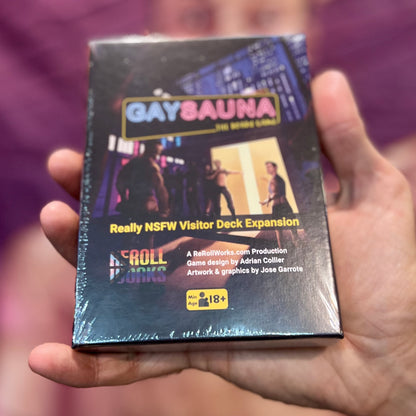 GAYSAUNA
THE BOARD GAME
Really NSFW Visitor Deck Expansion
REROLL
WORKS
A ReRollWorks.com Production
Game design by Adrian Collier
Artwork & graphics by Jose Garrote
Min
Age
18+